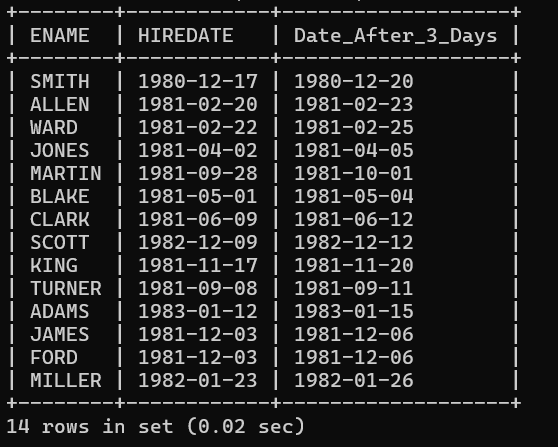 +--------+------------+-------------------+
| ENAME  | HIREDATE   | Date_After_3_Days |
+--------+------------+-------------------+
| SMITH  | 1980-12-17 | 1980-12-20        |
| ALLEN  | 1981-02-20 | 1981-02-23        |
| WARD   | 1981-02-22 | 1981-02-25        |
| JONES  | 1981-04-02 | 1981-04-05        |
| MARTIN | 1981-09-28 | 1981-10-01        |
| BLAKE  | 1981-05-01 | 1981-05-04        |
| CLARK  | 1981-06-09 | 1981-06-12        |
| SCOTT  | 1982-12-09 | 1982-12-12        |
| KING   | 1981-11-17 | 1981-11-20        |
| TURNER | 1981-09-08 | 1981-09-11        |
| ADAMS  | 1983-01-12 | 1983-01-15        |
| JAMES  | 1981-12-03 | 1981-12-06        |
| FORD   | 1981-12-03 | 1981-12-06        |
| MILLER | 1982-01-23 | 1982-01-26        |
+--------+------------+-------------------+
14 rows in set (0.02 sec)